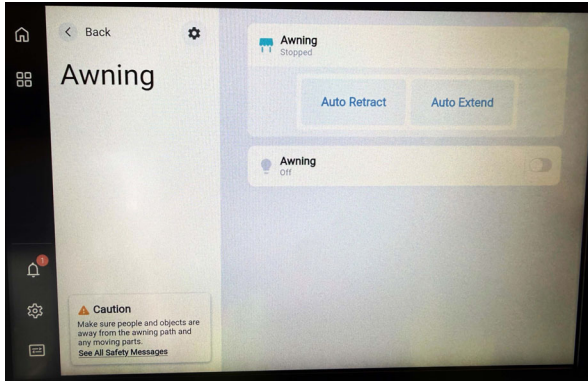 Back
Awning
Awning
Stopped
Auto Retract Auto Extend
Awning
Off
1
Caution
Make sure people and objects are
away from the awning path and
any moving parts.
See All Safety Messages